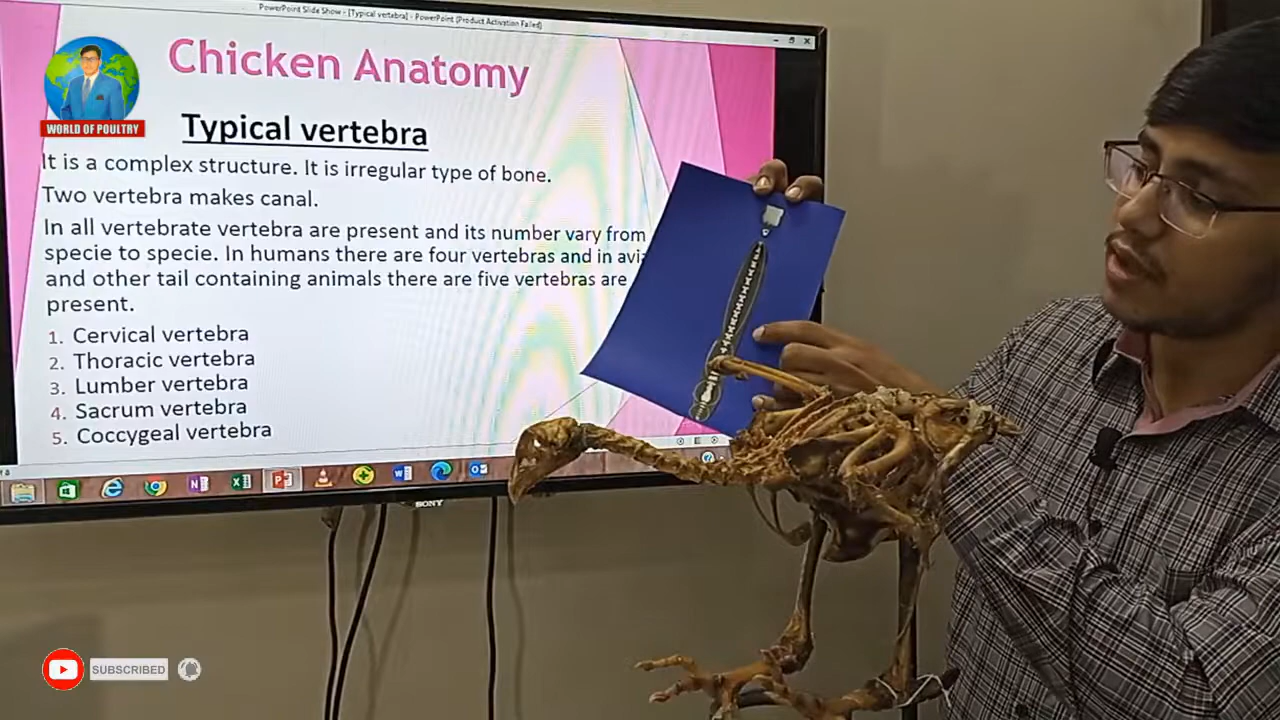 PowerPoint Slide Show - [Typical vertebra] - PowerPoint (Product Activation Failed)
Chicken Anatomy
WORLD OF POULTRY
Typical vertebra
It is a complex structure. It is irregular type of bone.
Two vertebra makes canal.
In all vertebrate vertebra are present and its number vary from
specie to specie. In humans there are four vertebras and in avi
and other tail containing animals there are five vertebras are
present.
1. Cervical vertebra
2. Thoracic vertebra
3. Lumber vertebra
4. Sacrum vertebra
5. Coccygeal vertebra
SONY
SUBSCRIBED